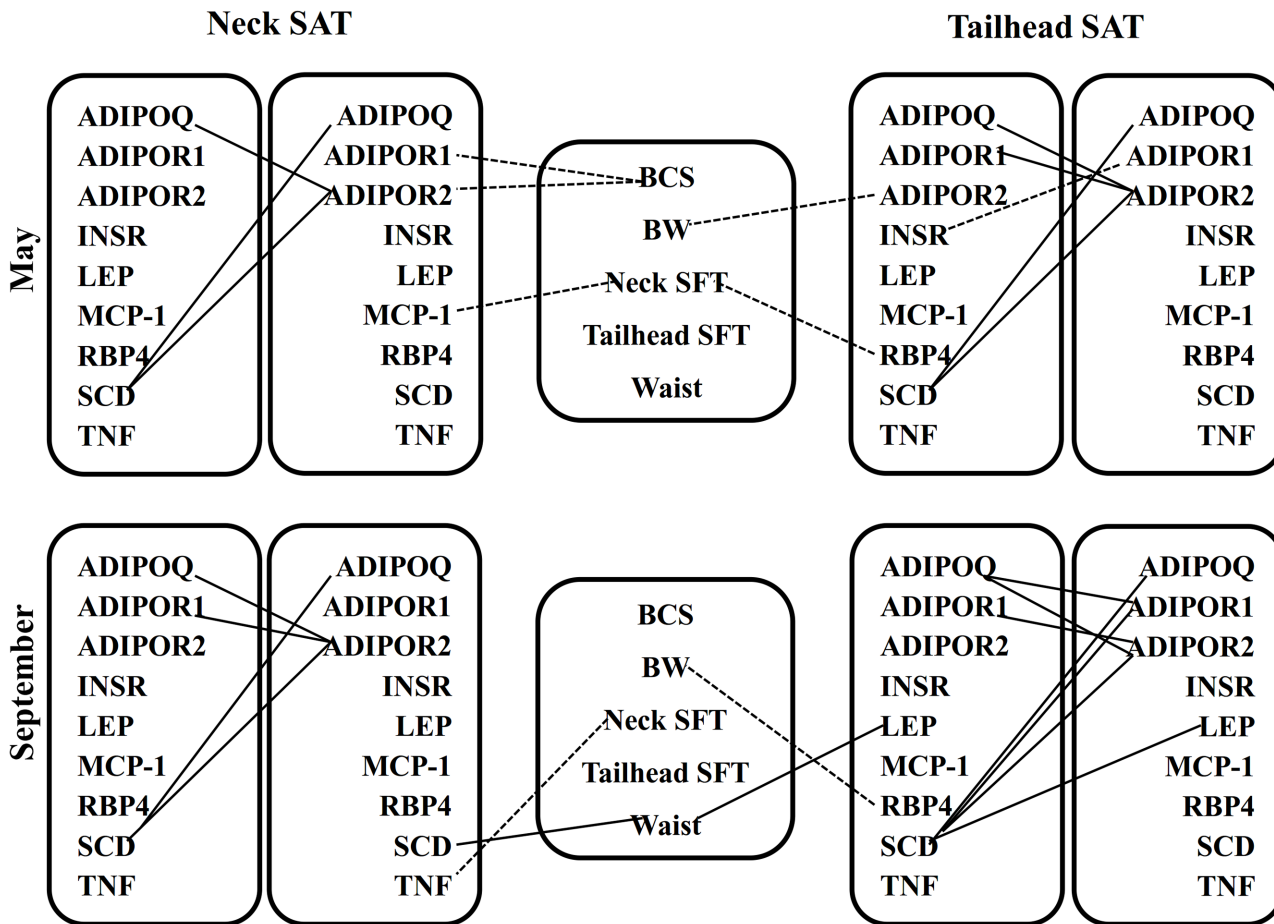 Neck SAT
Tailhead SAT
May
ADIPOQ
ADIPOR1
ADIPOR2
INSR
LEP
MCP-1
RBP4
SCD
TNF
ADIPOQ
ADIPOR1
ADIPOR2
INSR
LEP
MCP-1
RBP4
SCD
TNF
BCS
BW
Neck SFT
Tailhead SFT
Waist
ADIPOQ
ADIPOR1
ADIPOR2
INSR
LEP
MCP-1
RBP4
SCD
TNF
ADIPOQ
ADIPOR1
ADIPOR2
INSR
LEP
MCP-1
RBP4
SCD
TNF
September
ADIPOQ
ADIPOR1
ADIPOR2
INSR
LEP
MCP-1
RBP4
SCD
TNF
ADIPOQ
ADIPOR1
ADIPOR2
INSR
LEP
MCP-1
RBP4
SCD
TNF
BCS
BW
Neck SFT
Tailhead SFT
Waist
ADIPOQ
ADIPOR1
ADIPOR2
INSR
LEP
MCP-1
RBP4
SCD
TNF
ADIPOQ
ADIPOR1
ADIPOR2
INSR
LEP
MCP-1
RBP4
SCD
TNF